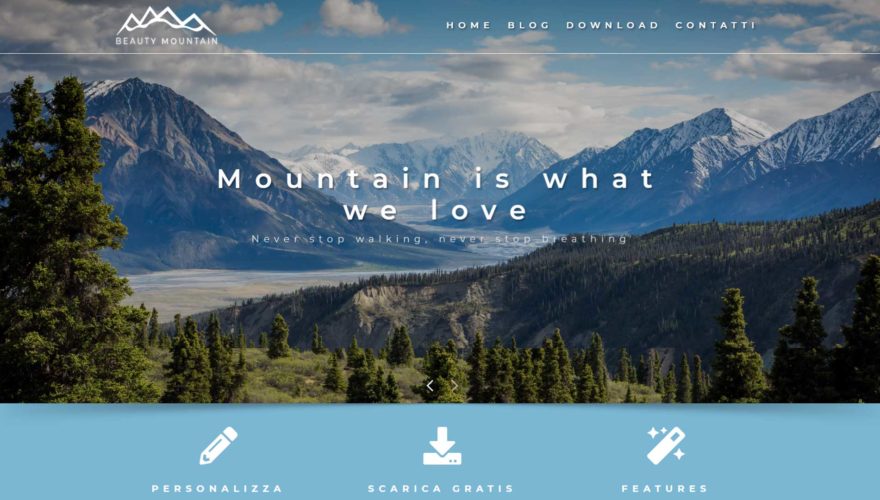 BEAUTY MOUNTAIN
HOME BLOG DOWNLOAD CONTATTI
Mountain is what
we love
Never stop walking, never stop breathing
PERSONALIZZA SCARICA GRATIS FEATURES